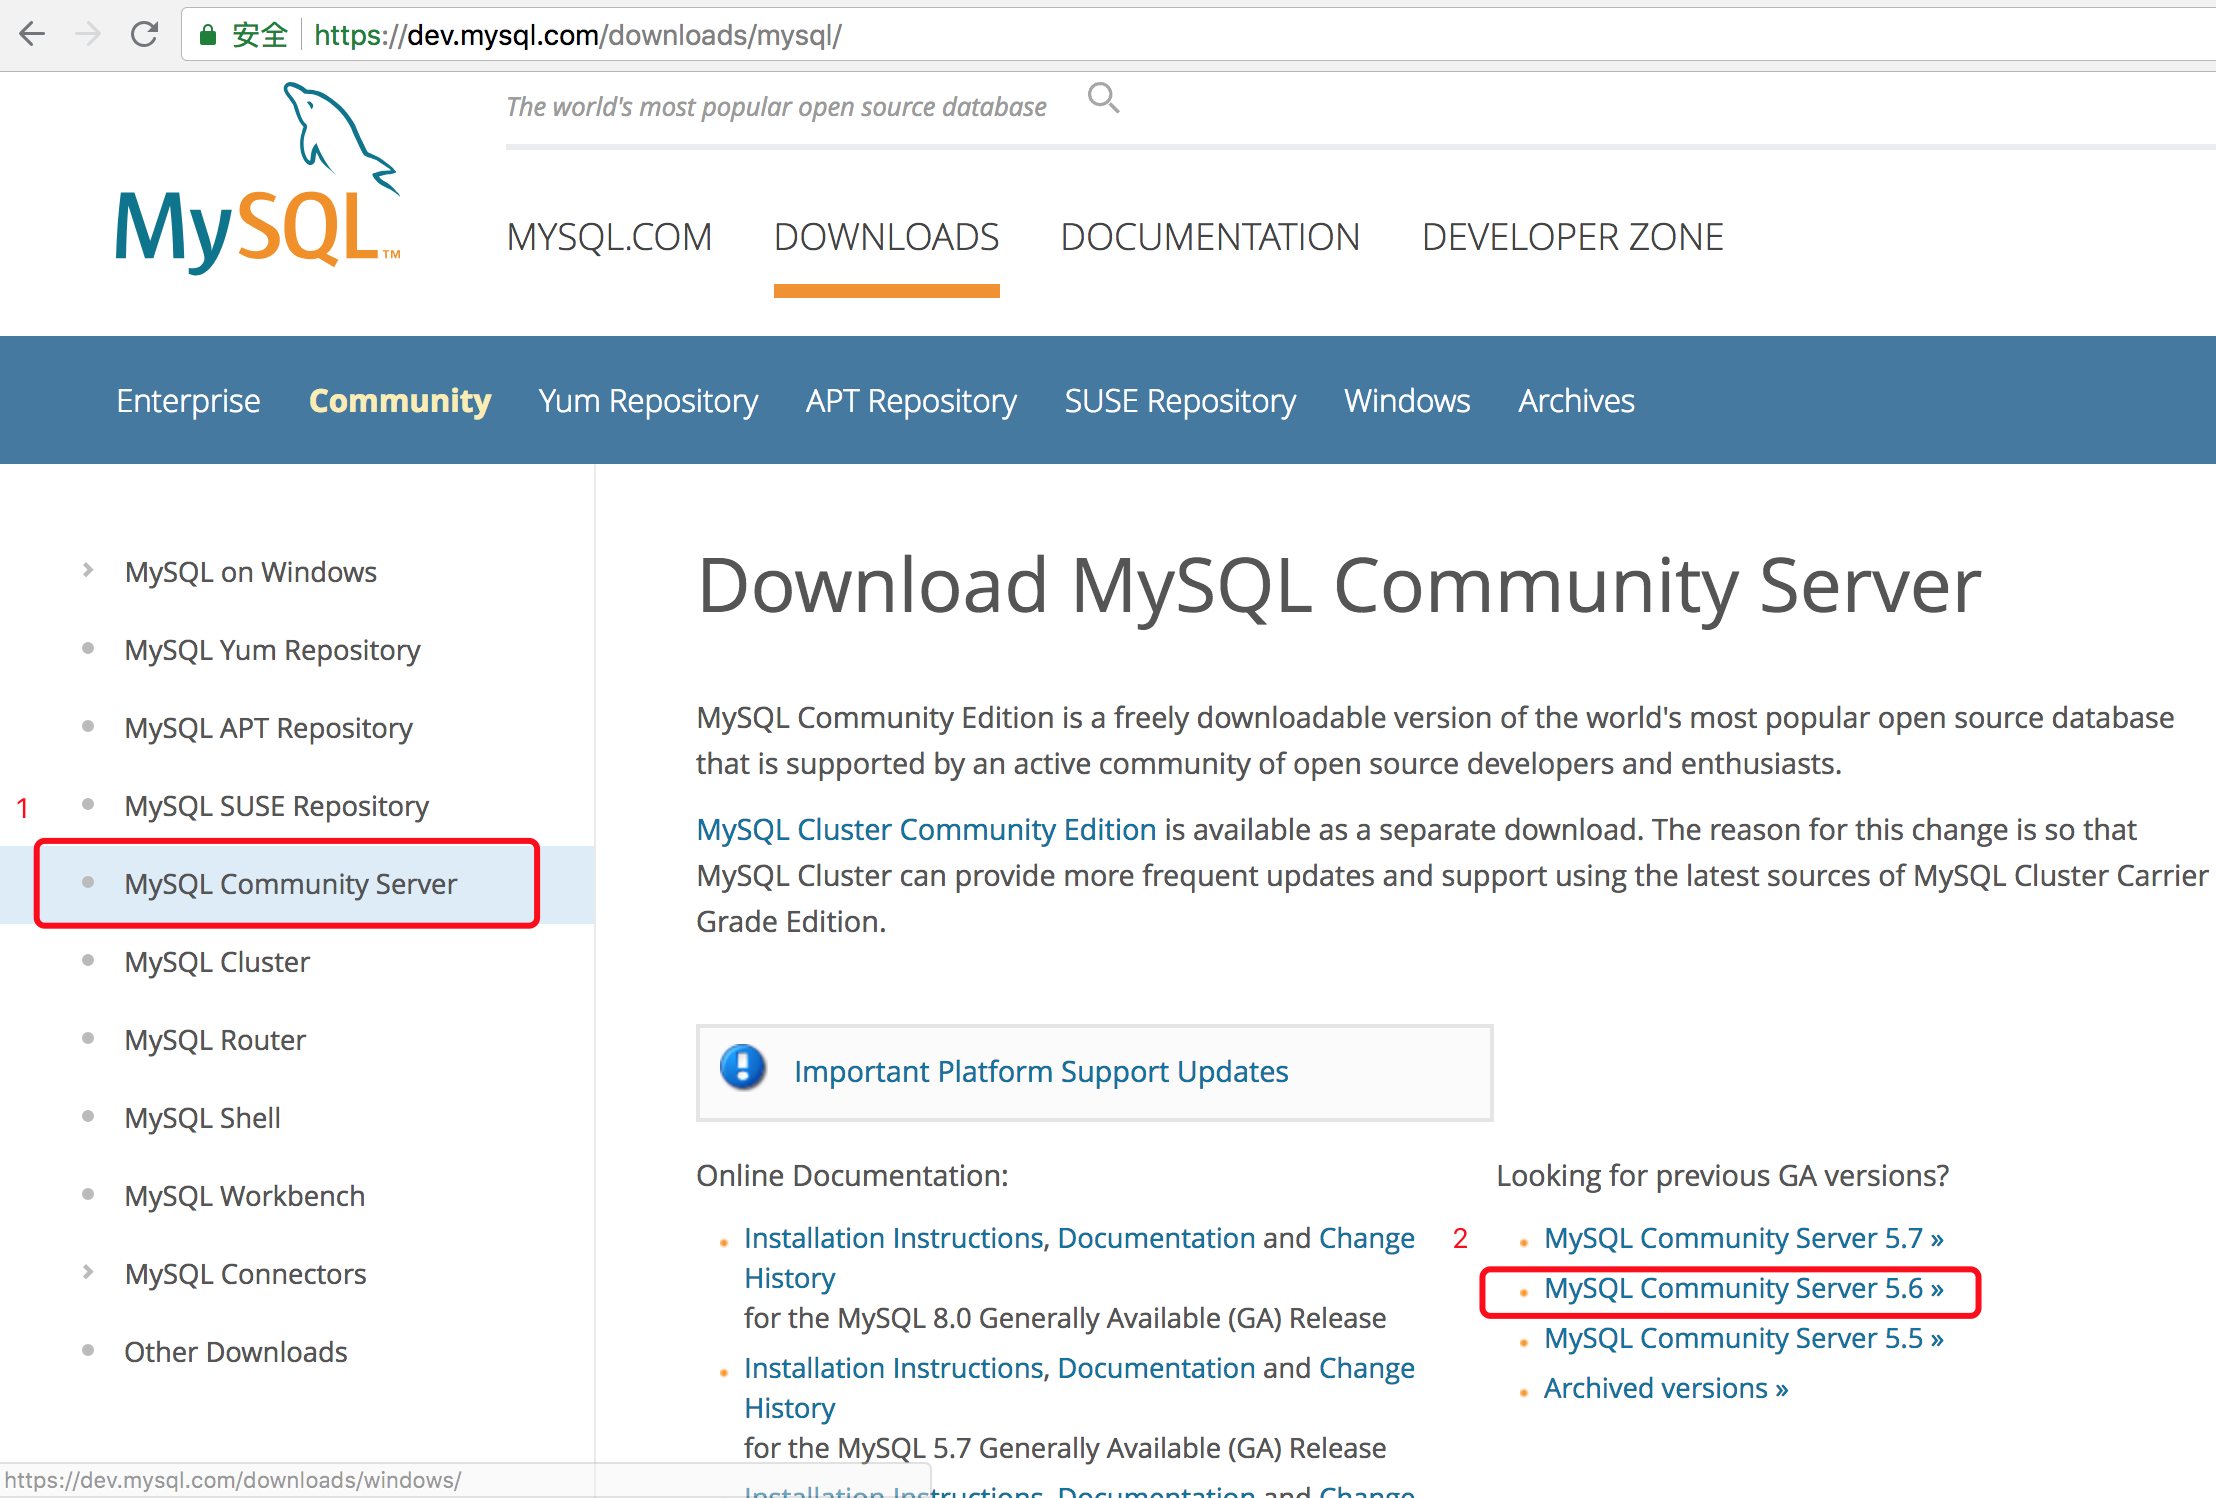 安全 https://dev.mysql.com/downloads/mysql/
The world's most popular open source database
MySQL™
MYSQL.COM DOWNLOADS DOCUMENTATION DEVELOPER ZONE
Enterprise Community Yum Repository APT Repository SUSE Repository Windows Archives
MySQL on Windows
MySQL Yum Repository
MySQL APT Repository
1
MySQL SUSE Repository
MySQL Community Server
MySQL Cluster
MySQL Router
MySQL Shell
MySQL Workbench
MySQL Connectors
Other Downloads
Download MySQL Community Server
MySQL Community Edition is a freely downloadable version of the world's most popular open source database
that is supported by an active community of open source developers and enthusiasts.
MySQL Cluster Community Edition is available as a separate download. The reason for this change is so that
MySQL Cluster can provide more frequent updates and support using the latest sources of MySQL Cluster Carrier
Grade Edition.
Important Platform Support Updates
Online Documentation:
Installation Instructions, Documentation and Change
History
for the MySQL 8.0 Generally Available (GA) Release
Installation Instructions, Documentation and Change
History
for the MySQL 5.7 Generally Available (GA) Release
Installation Instructions, Documentation and Change
Looking for previous GA versions?
2
MySQL Community Server 5.7 »
MySQL Community Server 5.6 »
MySQL Community Server 5.5 »
Archived versions »
https://dev.mysql.com/downloads/windows/